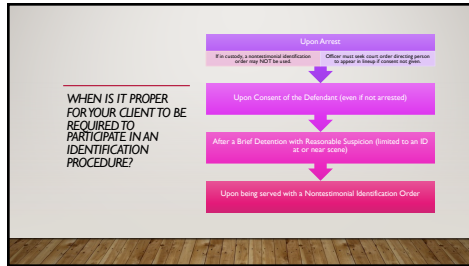 WHEN IS IT PROPER
FOR YOUR CLIENT TO BE
REQUIRED TO
PARTICIPATE IN AN
IDENTIFICATION
PROCEDURE?
Upon Arrest
If in custody, a nontestimonial identification
order may NOT be used.
Officer must seek court order directing person
to appear in lineup if consent not given.
Upon Consent of the Defendant (even if not arrested)
After a Brief Detention with Reasonable Suspicion (limited to an ID
at or near scene)
Upon being served with a Nontestimonial Identification Order